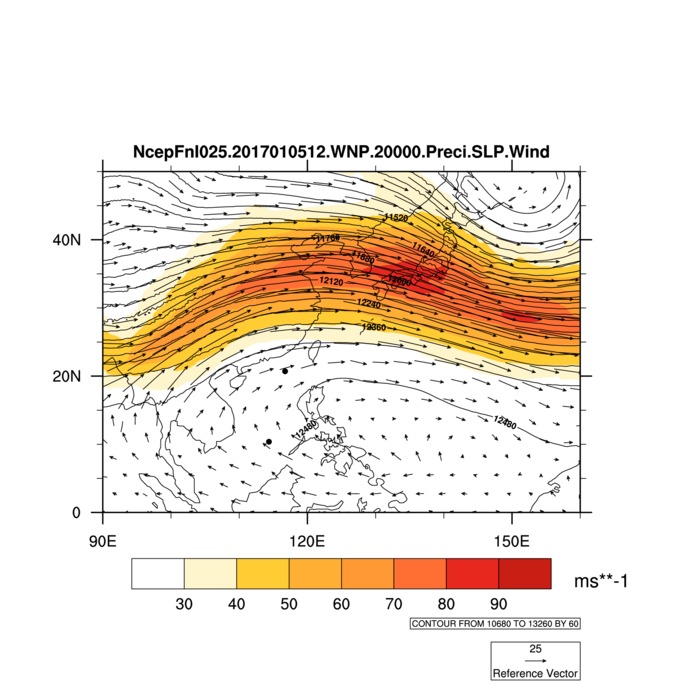 NcepFnl025.2017010512.WNP.20000.Preci.SLP.Wind
11520
40N
11760
11640
11880
12000
12120
12240
12360
20N
12480
12480
0
90E
120E
150E
ms**-1
30
40
50
60
70
80
90
CONTOUR FROM 10680 TO 13260 BY 60
25
Reference Vector